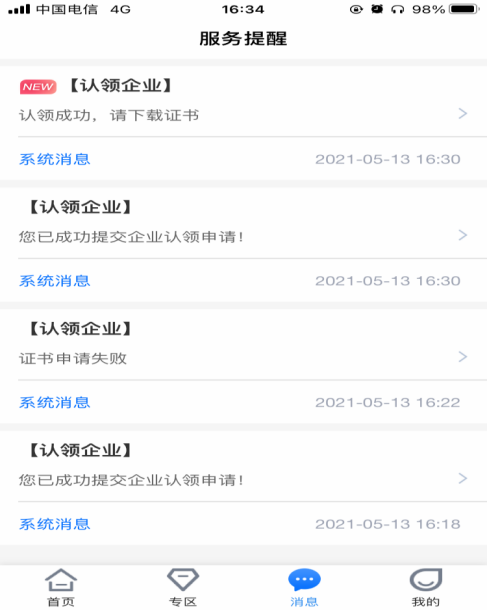 中国电信 4G 16:34 98%
服务提醒
NEW 【认领企业】
认领成功，请下载证书
系统消息 2021-05-13 16:30
【认领企业】
您已成功提交企业认领申请!
系统消息 2021-05-13 16:30
【认领企业】
证书申请失败
系统消息 2021-05-13 16:22
【认领企业】
您已成功提交企业认领申请!
系统消息 2021-05-13 16:18
首页 专区 消息 我的